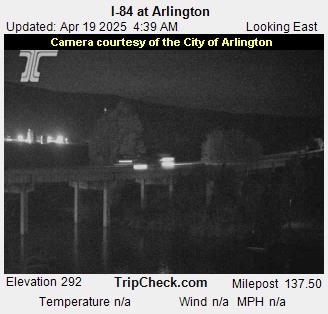 I-84 at Arlington
Updated: Apr 19 2025 4:39 AM Looking East
Camera courtesy of the City of Arlington
Elevation 292 TripCheck.com Milepost 137.50
Temperature n/a Wind n/a MPH n/a